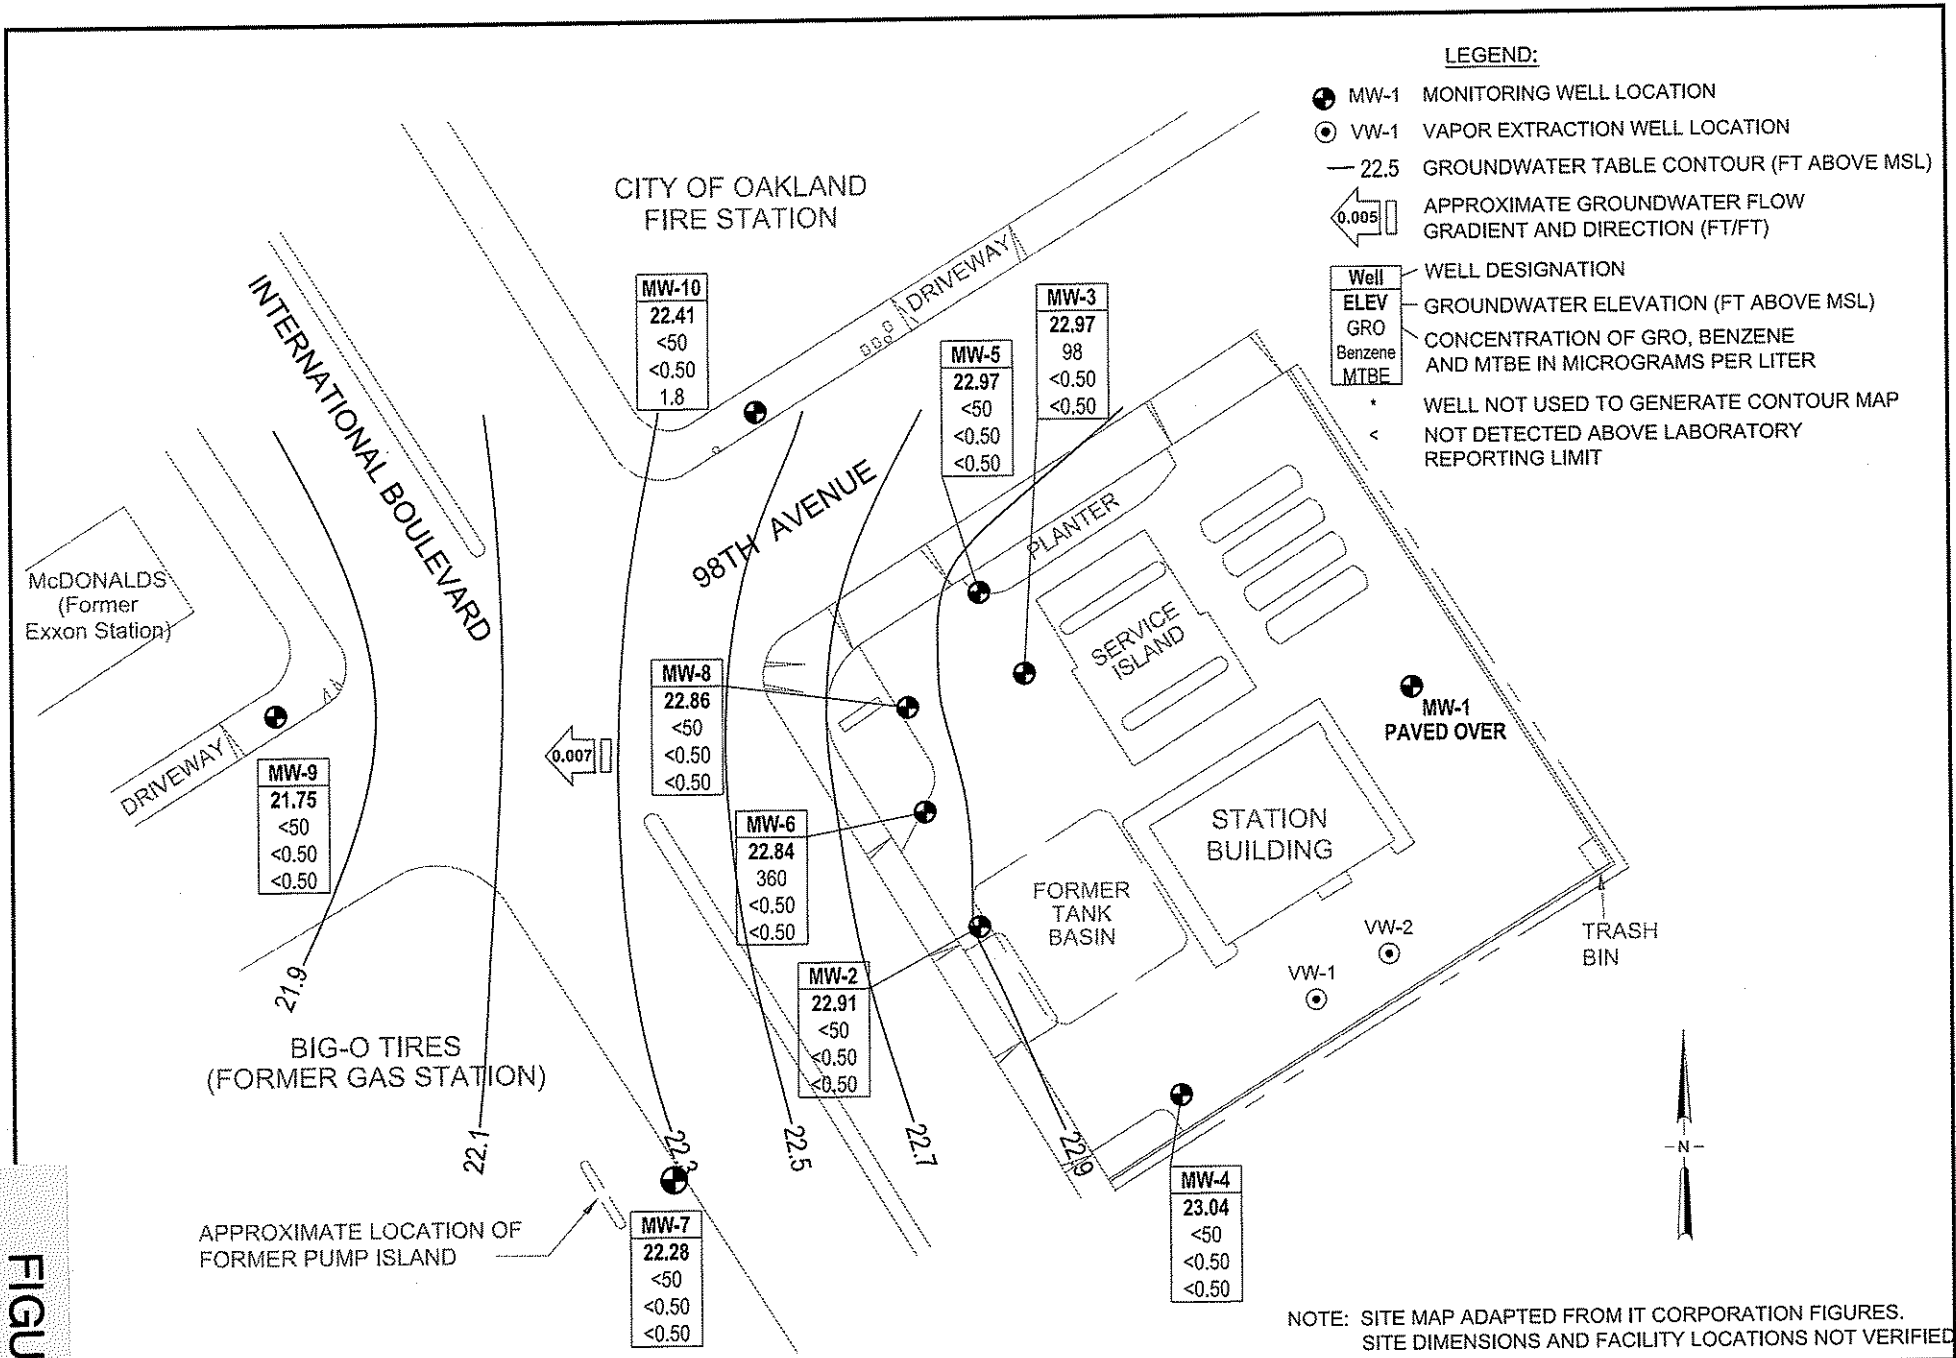 LEGEND:
MW-1 MONITORING WELL LOCATION
VW-1 VAPOR EXTRACTION WELL LOCATION
22.5 GROUNDWATER TABLE CONTOUR (FT ABOVE MSL)
0.005 APPROXIMATE GROUNDWATER FLOW
GRADIENT AND DIRECTION (FT/FT)
Well WELL DESIGNATION
ELEV GROUNDWATER ELEVATION (FT ABOVE MSL)
GRO
Benzene
MTBE
CONCENTRATION OF GRO, BENZENE
AND MTBE IN MICROGRAMS PER LITER
* WELL NOT USED TO GENERATE CONTOUR MAP
< NOT DETECTED ABOVE LABORATORY
REPORTING LIMIT
CITY OF OAKLAND
FIRE STATION
INTERNATIONAL BOULEVARD
DRIVEWAY
MW-10
22.41
<50
<0.50
1.8
MW-3
22.97
98
<0.50
<0.50
MW-5
22.97
<50
<0.50
<0.50
98TH AVENUE
PLANTER
McDONALDS
(Former
Exxon Station)
SERVICE
ISLAND
MW-8
22.86
<50
<0.50
<0.50
MW-1
PAVED OVER
0.007
DRIVEWAY
MW-9
21.75
<50
<0.50
<0.50
MW-6
22.84
360
<0.50
<0.50
STATION
BUILDING
FORMER
TANK
BASIN
TRASH
BIN
VW-2
VW-1
MW-2
22.91
<50
<0.50
<0.50
21.9
BIG-O TIRES
(FORMER GAS STATION)
22.1
22.3
22.5
22.7
22.9
N
MW-4
23.04
<50
<0.50
<0.50
APPROXIMATE LOCATION OF
FORMER PUMP ISLAND
MW-7
22.28
<50
<0.50
<0.50
NOTE: SITE MAP ADAPTED FROM IT CORPORATION FIGURES.
SITE DIMENSIONS AND FACILITY LOCATIONS NOT VERIFIED
FIGU